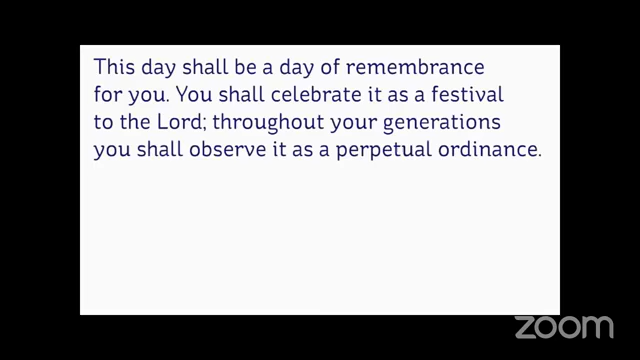 This day shall be a day of remembrance
for you. You shall celebrate it as a festival
to the Lord; throughout your generations
you shall observe it as a perpetual ordinance.
zoom